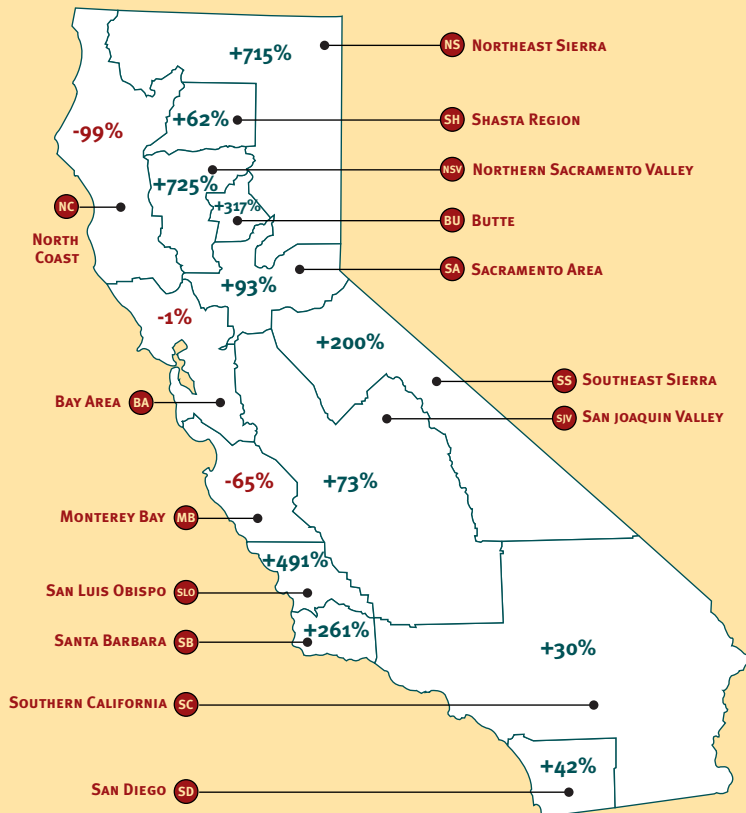 +715%
NS NORTHEAST SIERRA
+62%
SH SHASTA REGION
-99%
NSV NORTHERN SACRAMENTO VALLEY
+725%
+317%
NC
BU BUTTE
NORTH
COAST
SA SACRAMENTO AREA
+93%
-1%
+200%
SS SOUTHEAST SIERRA
BAY AREA BA
SJV SAN JOAQUIN VALLEY
-65%
+73%
MONTEREY BAY MB
+491%
SAN LUIS OBISPO SLO
+261%
SANTA BARBARA SB
+30%
SOUTHERN CALIFORNIA SC
+42%
SAN DIEGO SD